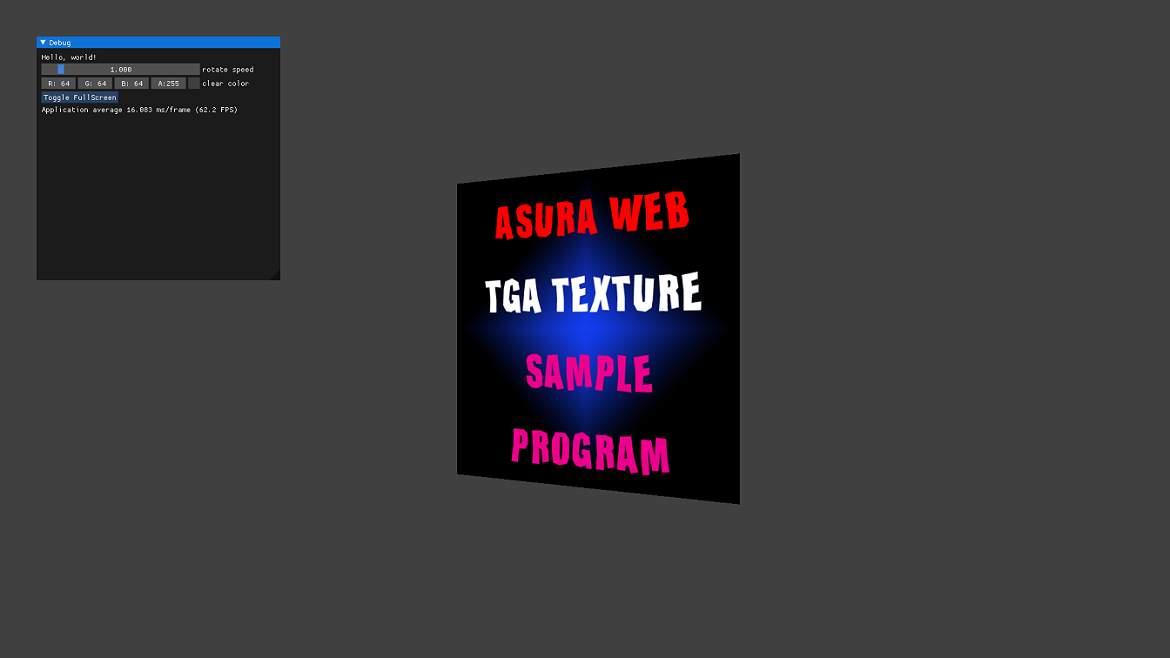 Debug
Hello, world!
1.000 rotate speed
R: 64 G: 64 B: 64 A:255 clear color
Toggle FullScreen
Application average 16.083 ms/frame (62.2 FPS)
ASURA WEB
TGA TEXTURE
SAMPLE
PROGRAM